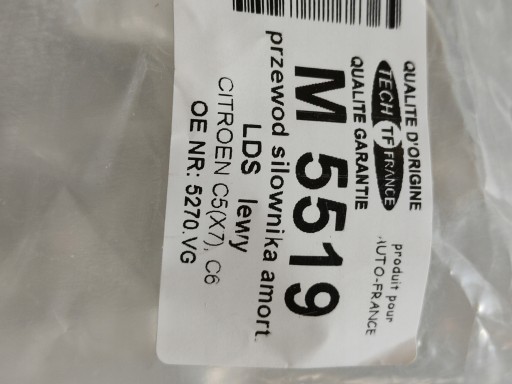 QUALITE D'ORIGINE
TECH TF FRANCE
QUALITE GARANTIE
produit pour
AUTO-FRANCE
M 5519
przewod silownika amort.
LDS lewy
CITROEN C5(X7), C6
OE NR: 5270.VG